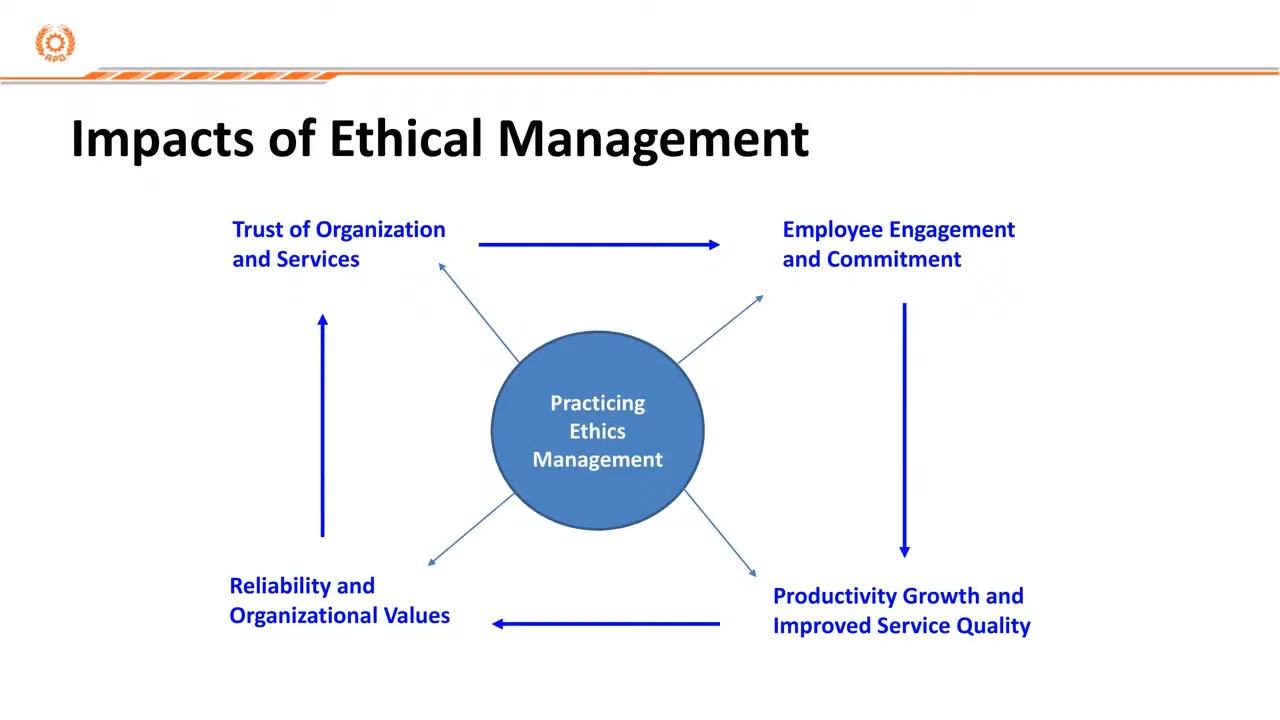 APO
Impacts of Ethical Management
Trust of Organization
and Services
Employee Engagement
and Commitment
Practicing
Ethics
Management
Reliability and
Organizational Values
Productivity Growth and
Improved Service Quality